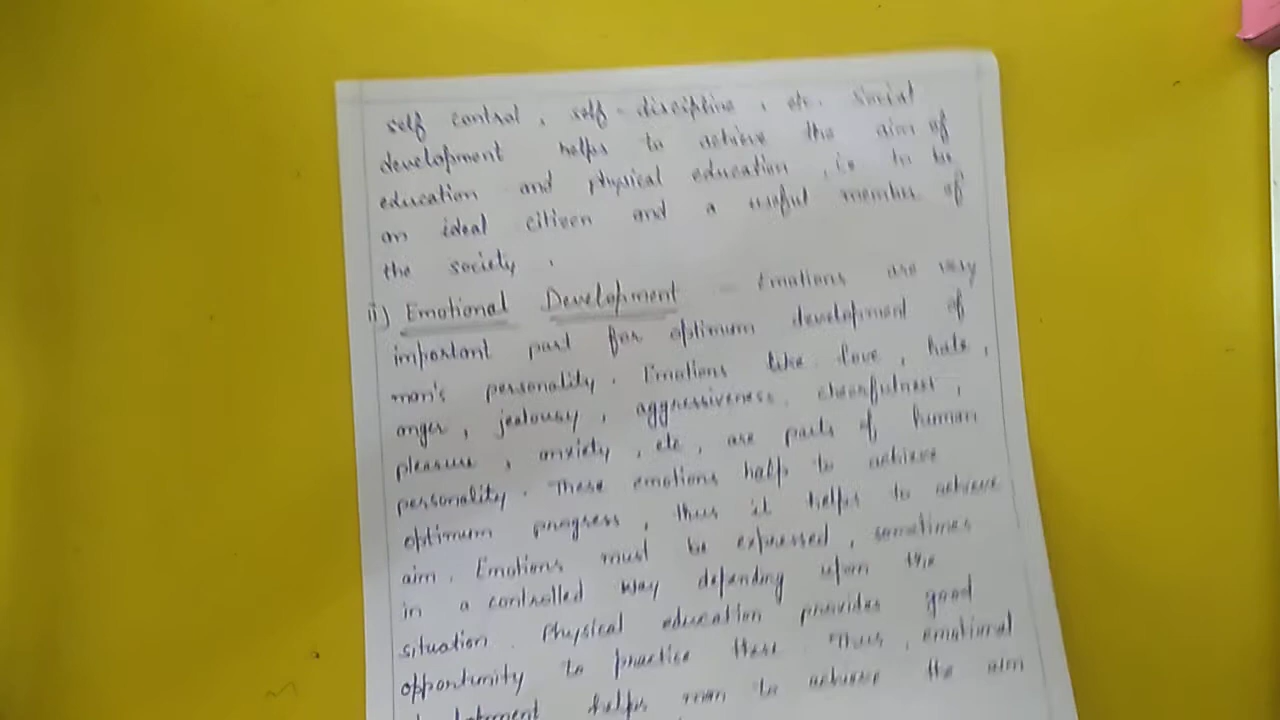 self control, self-discipline, etc. Social
development helps to achieve the aim of
education and physical education, i.e to be
an ideal citizen and a useful member of
the society.
ii) Emotional Development - Emotions are very
important part for optimum development of
man's personality. Emotions like love, hate,
anger, jealousy, aggressiveness, cheerfulness,
pleasure, anxiety, etc, are parts of human
personality. These emotions help to achieve
optimum progress, thus it helps to achieve
aim. Emotions must be expressed, sometimes
in a controlled way depending upon the
situation. Physical education provides good
opportunity to practice these. Thus, emotional
development helps man to achieve the aim